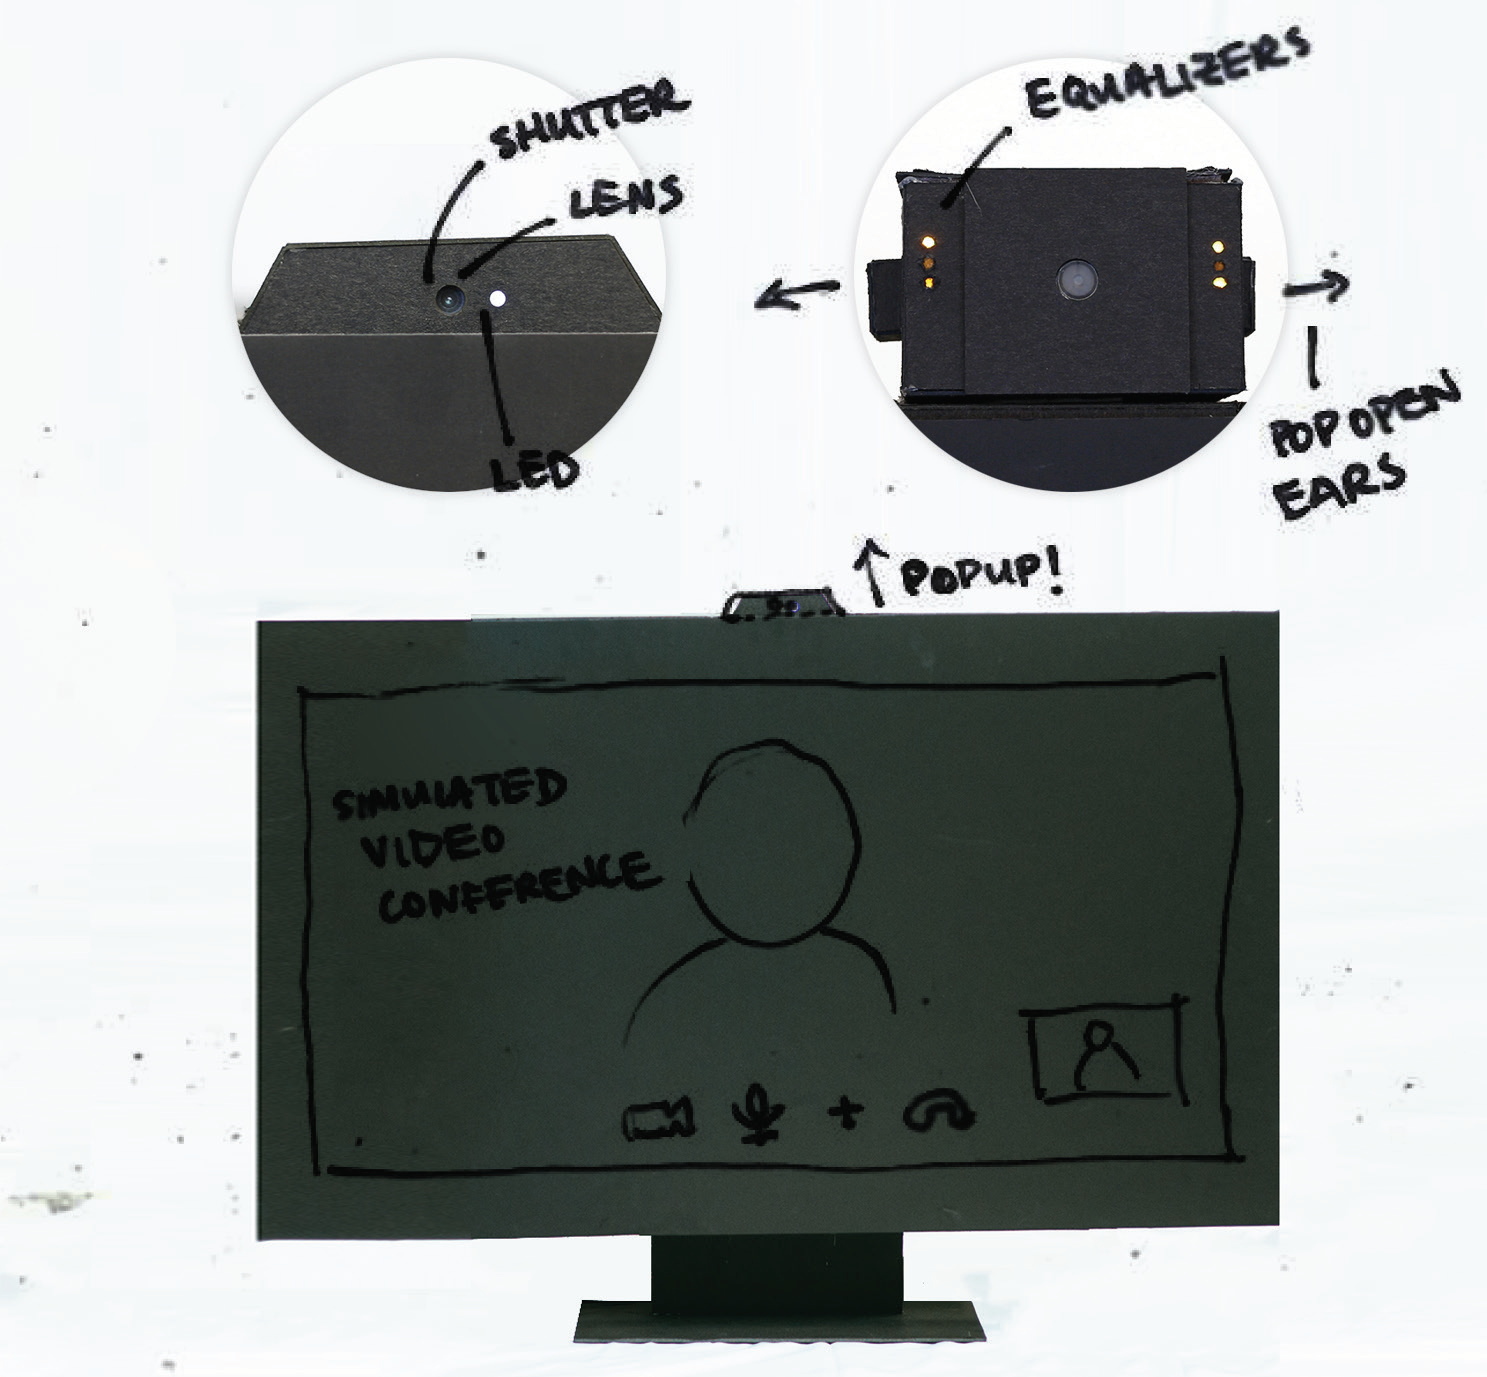 SHUTTER
LENS
LED
EQUALIZERS
POP OPEN
EARS
POPUP!
SIMULATED
VIDEO
CONFERENCE